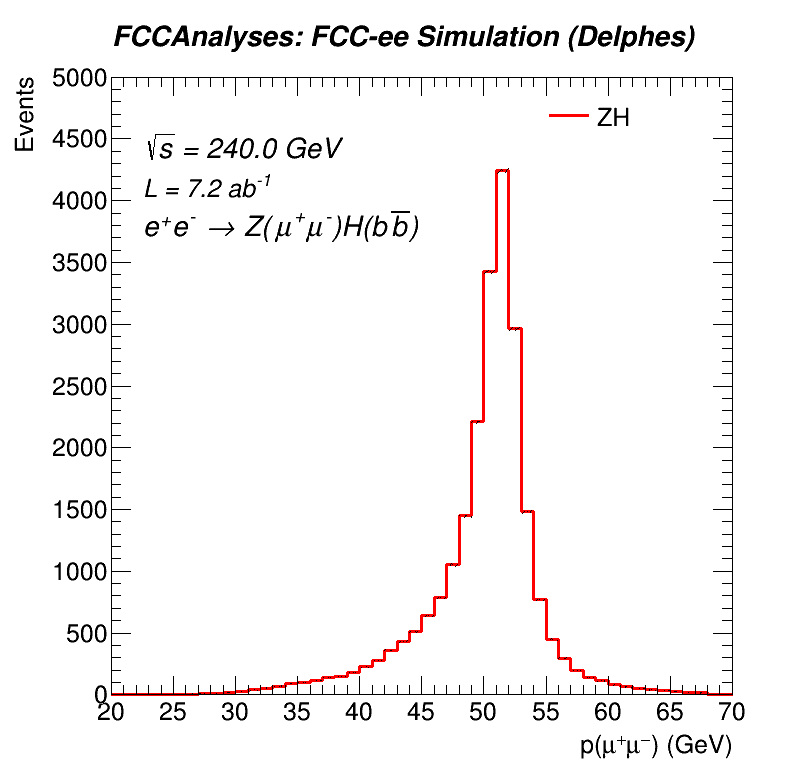 FCCAnalyses: FCC-ee Simulation (Delphes)
Events
5000
4500
4000
3500
3000
2500
2000
1500
1000
500
0
ZH
√s = 240.0 GeV
L = 7.2 ab⁻¹
e⁺e⁻ → Z(μ⁺μ⁻)H(bb̅)
20 25 30 35 40 45 50 55 60 65 70
p(μ⁺μ⁻) (GeV)